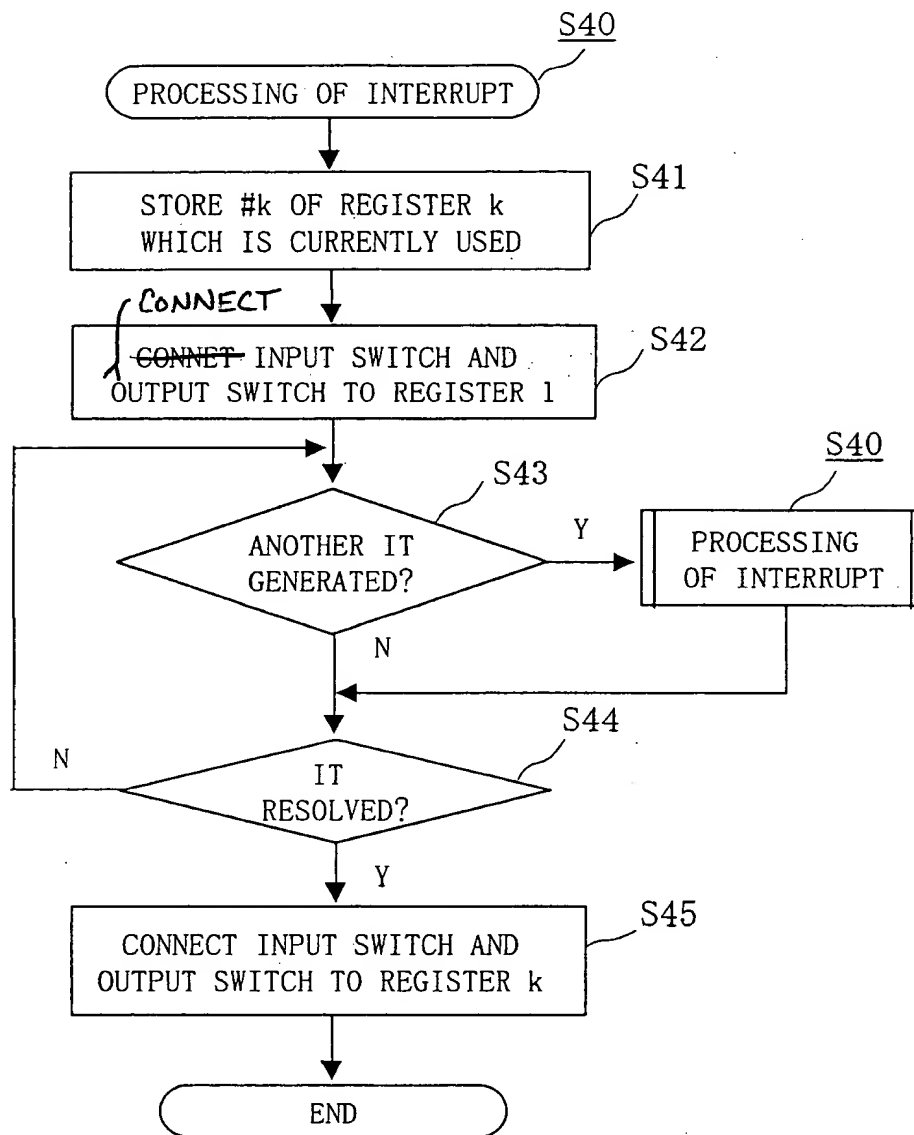 S40
PROCESSING OF INTERRUPT
S41
STORE #k OF REGISTER k
WHICH IS CURRENTLY USED
CONNECT
S42
CONNET INPUT SWITCH AND
OUTPUT SWITCH TO REGISTER l
S43
S40
ANOTHER IT
GENERATED?
Y
PROCESSING
OF INTERRUPT
N
S44
N
IT
RESOLVED?
Y
S45
CONNECT INPUT SWITCH AND
OUTPUT SWITCH TO REGISTER k
END